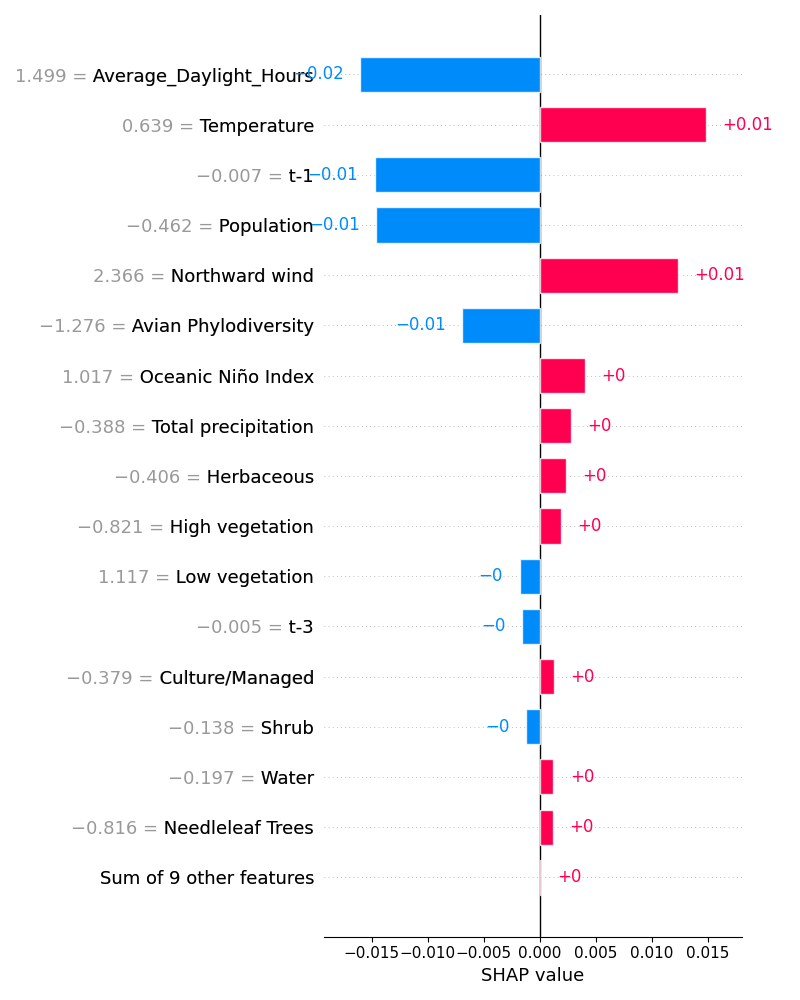 1.499 = Average_Daylight_Hours −0.02
0.639 = Temperature +0.01
−0.007 = t-1 −0.01
−0.462 = Population −0.01
2.366 = Northward wind +0.01
−1.276 = Avian Phylodiversity −0.01
1.017 = Oceanic Niño Index +0
−0.388 = Total precipitation +0
−0.406 = Herbaceous +0
−0.821 = High vegetation +0
1.117 = Low vegetation −0
−0.005 = t-3 −0
−0.379 = Culture/Managed +0
−0.138 = Shrub −0
−0.197 = Water +0
−0.816 = Needleleaf Trees +0
Sum of 9 other features +0
−0.015 −0.010 −0.005 0.000 0.005 0.010 0.015
SHAP value